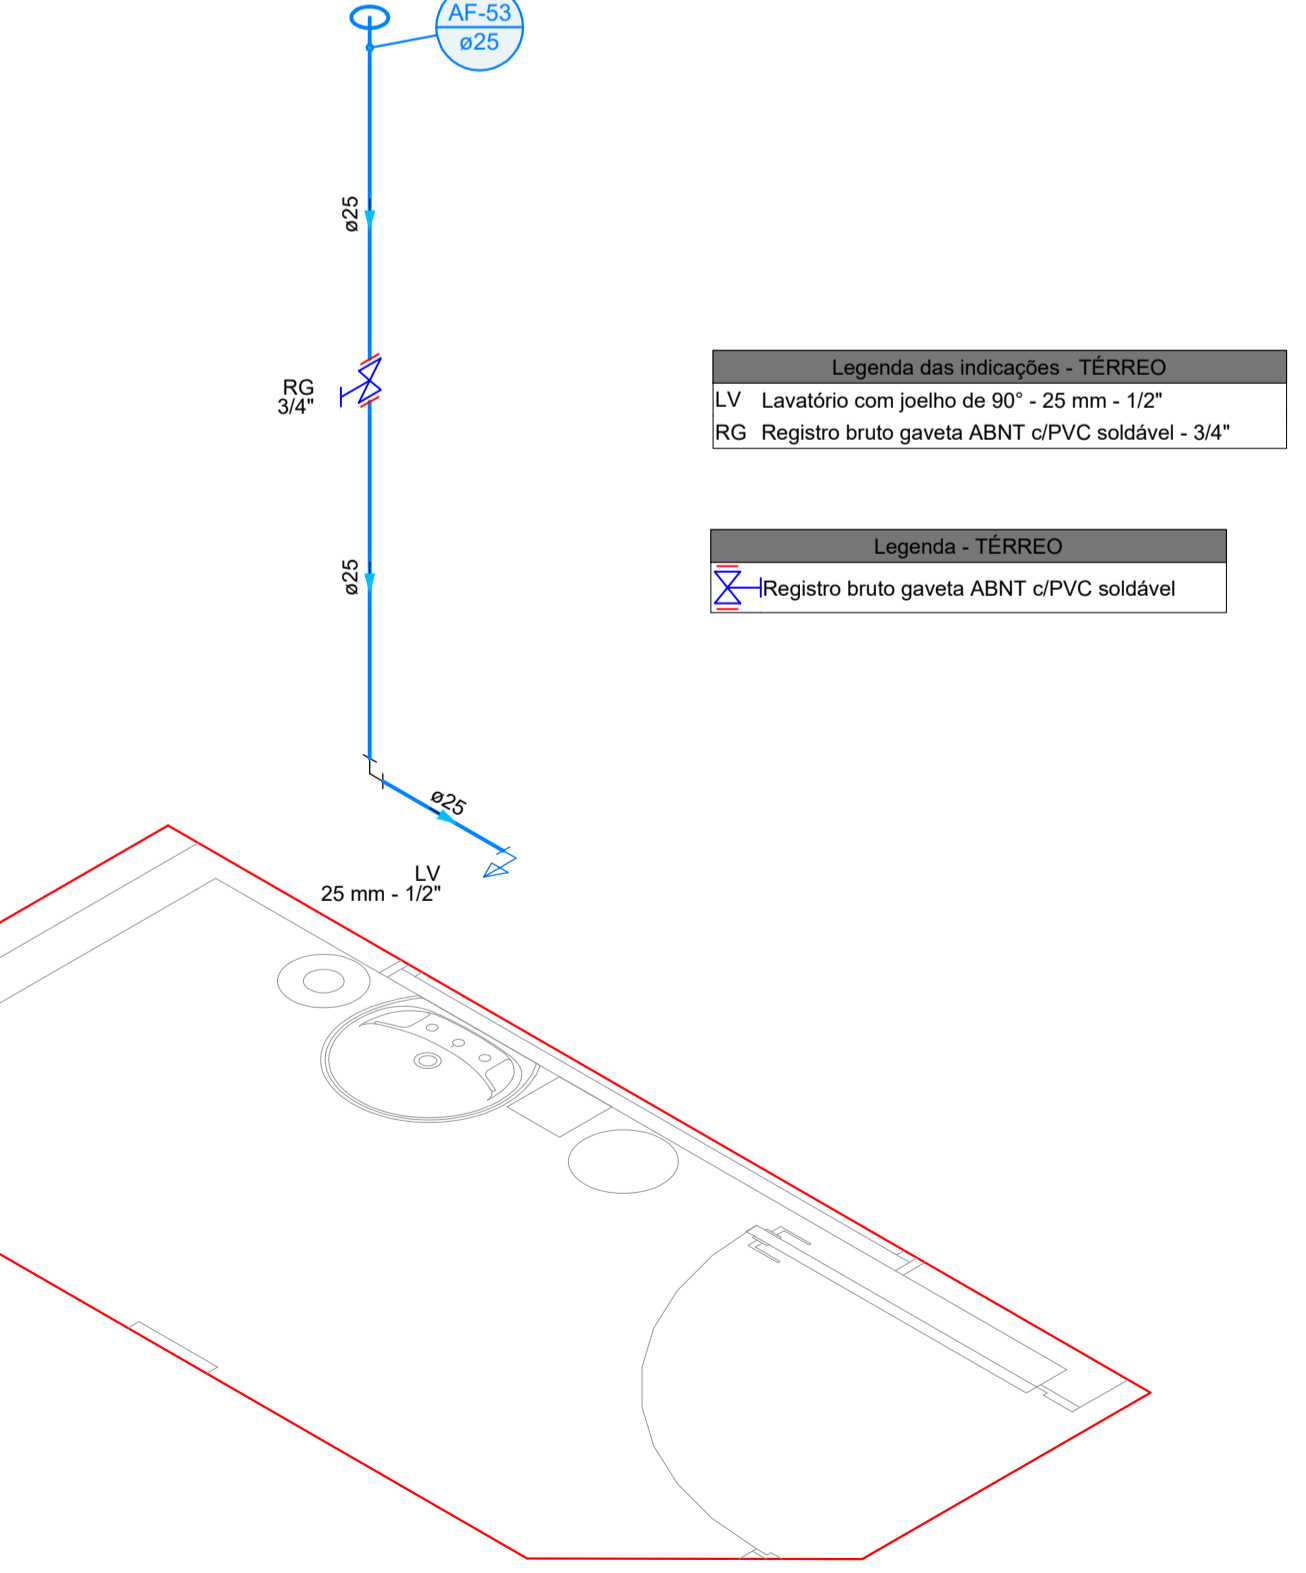 AF-53
ø25
ø25
RG
3/4"
Legenda das indicações - TÉRREO
LV Lavatório com joelho de 90° - 25 mm - 1/2"
RG Registro bruto gaveta ABNT c/PVC soldável - 3/4"
Legenda - TÉRREO
Registro bruto gaveta ABNT c/PVC soldável
ø25
ø25
LV
25 mm - 1/2"